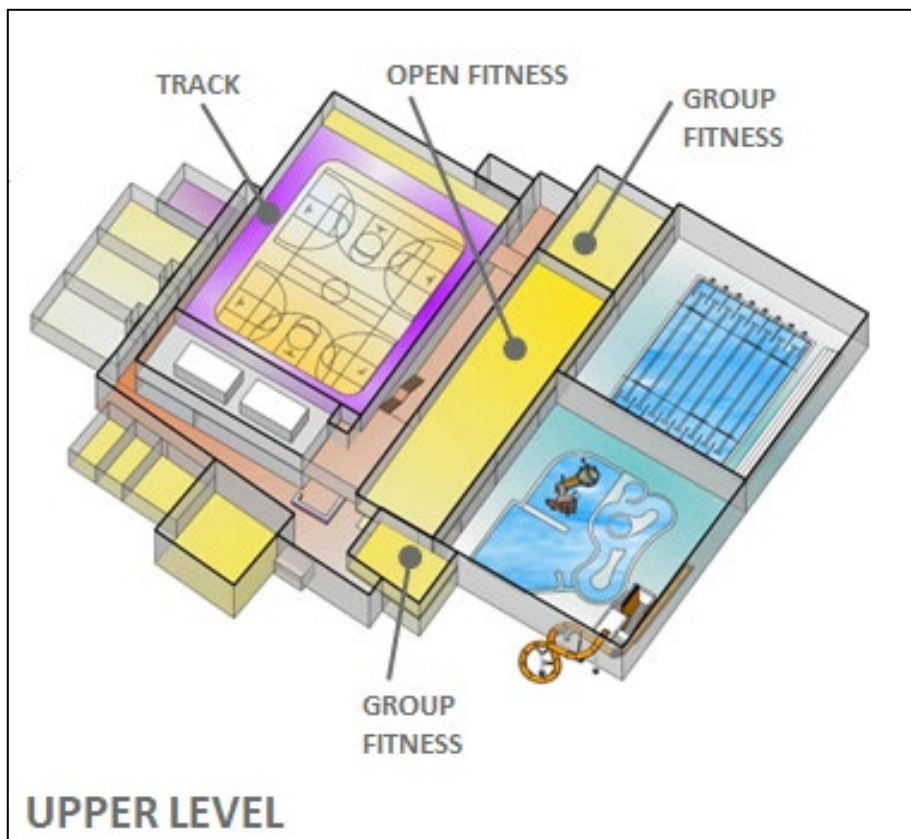 TRACK
OPEN FITNESS
GROUP
FITNESS
GROUP
FITNESS
UPPER LEVEL